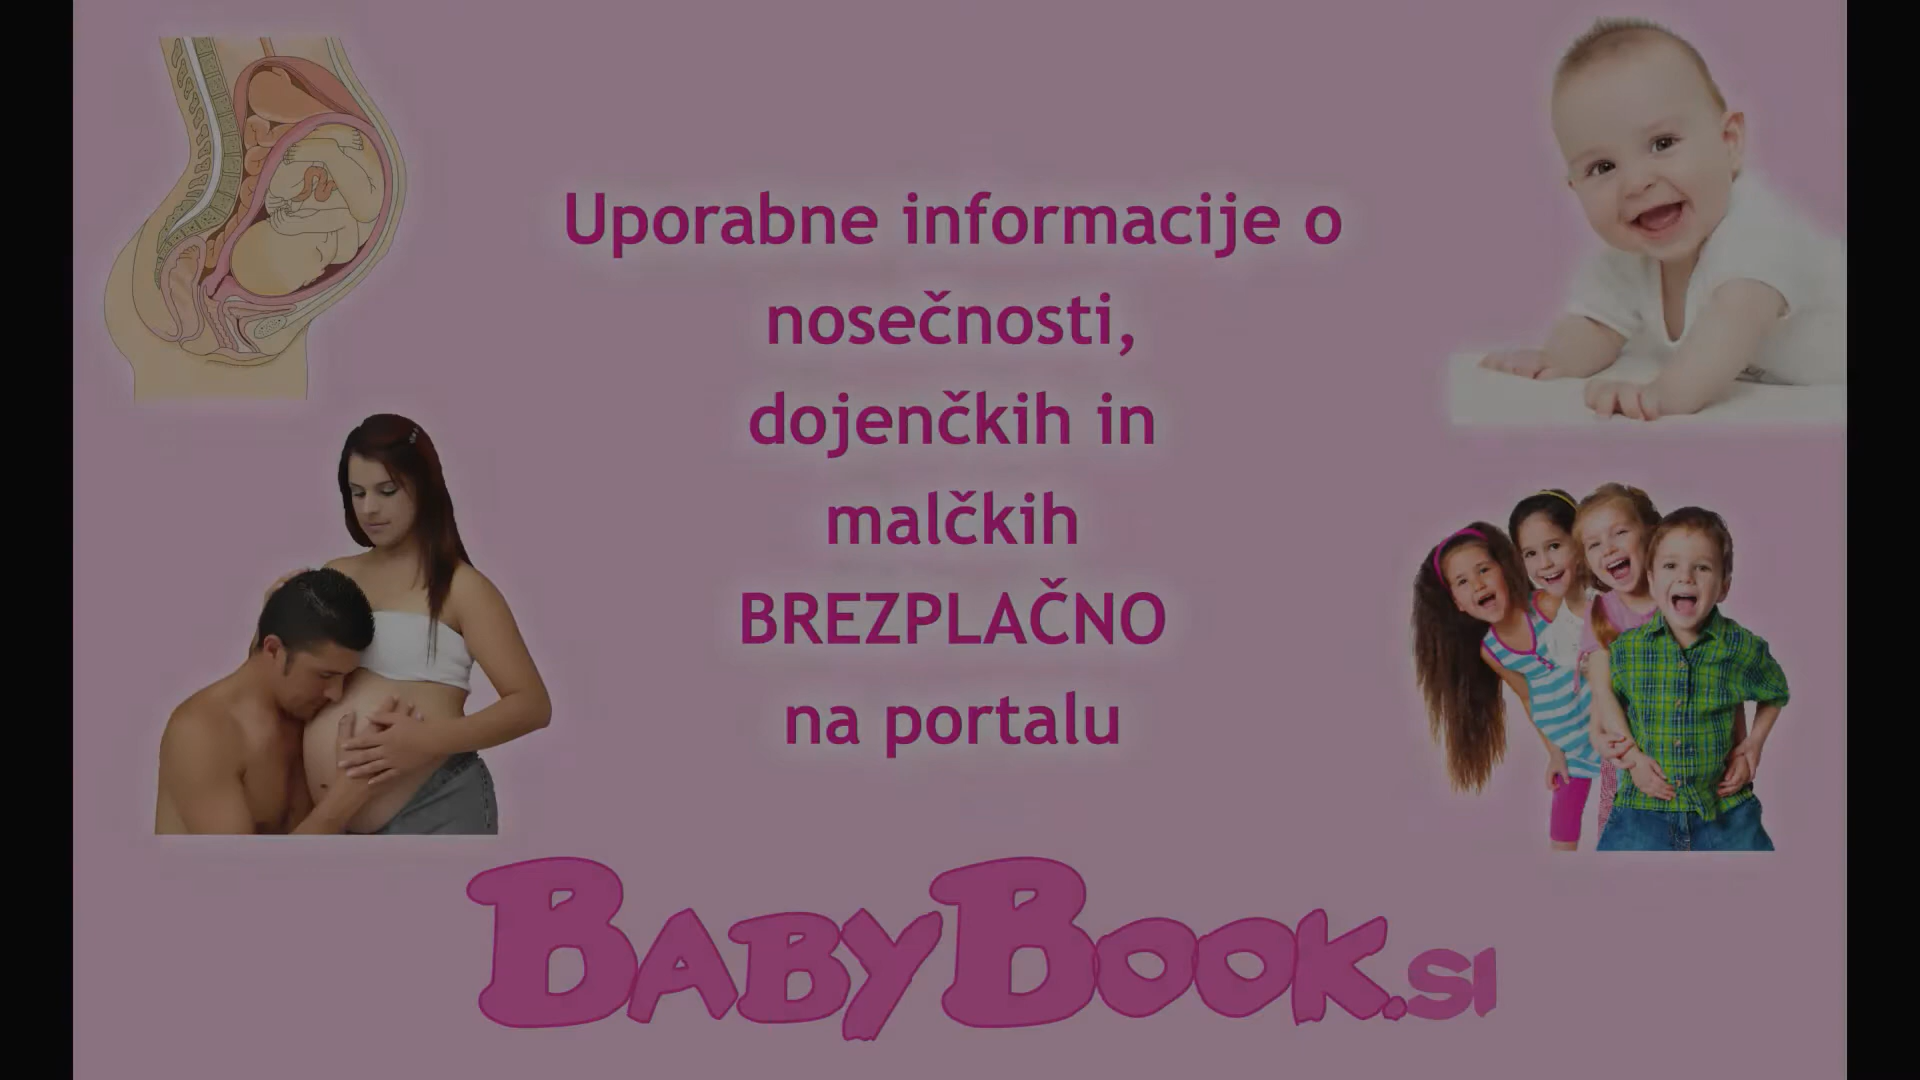 Uporabne informacije o
nosečnosti,
dojenčkih in
malčkih
BREZPLAČNO
na portalu
BABYBOOK.SI